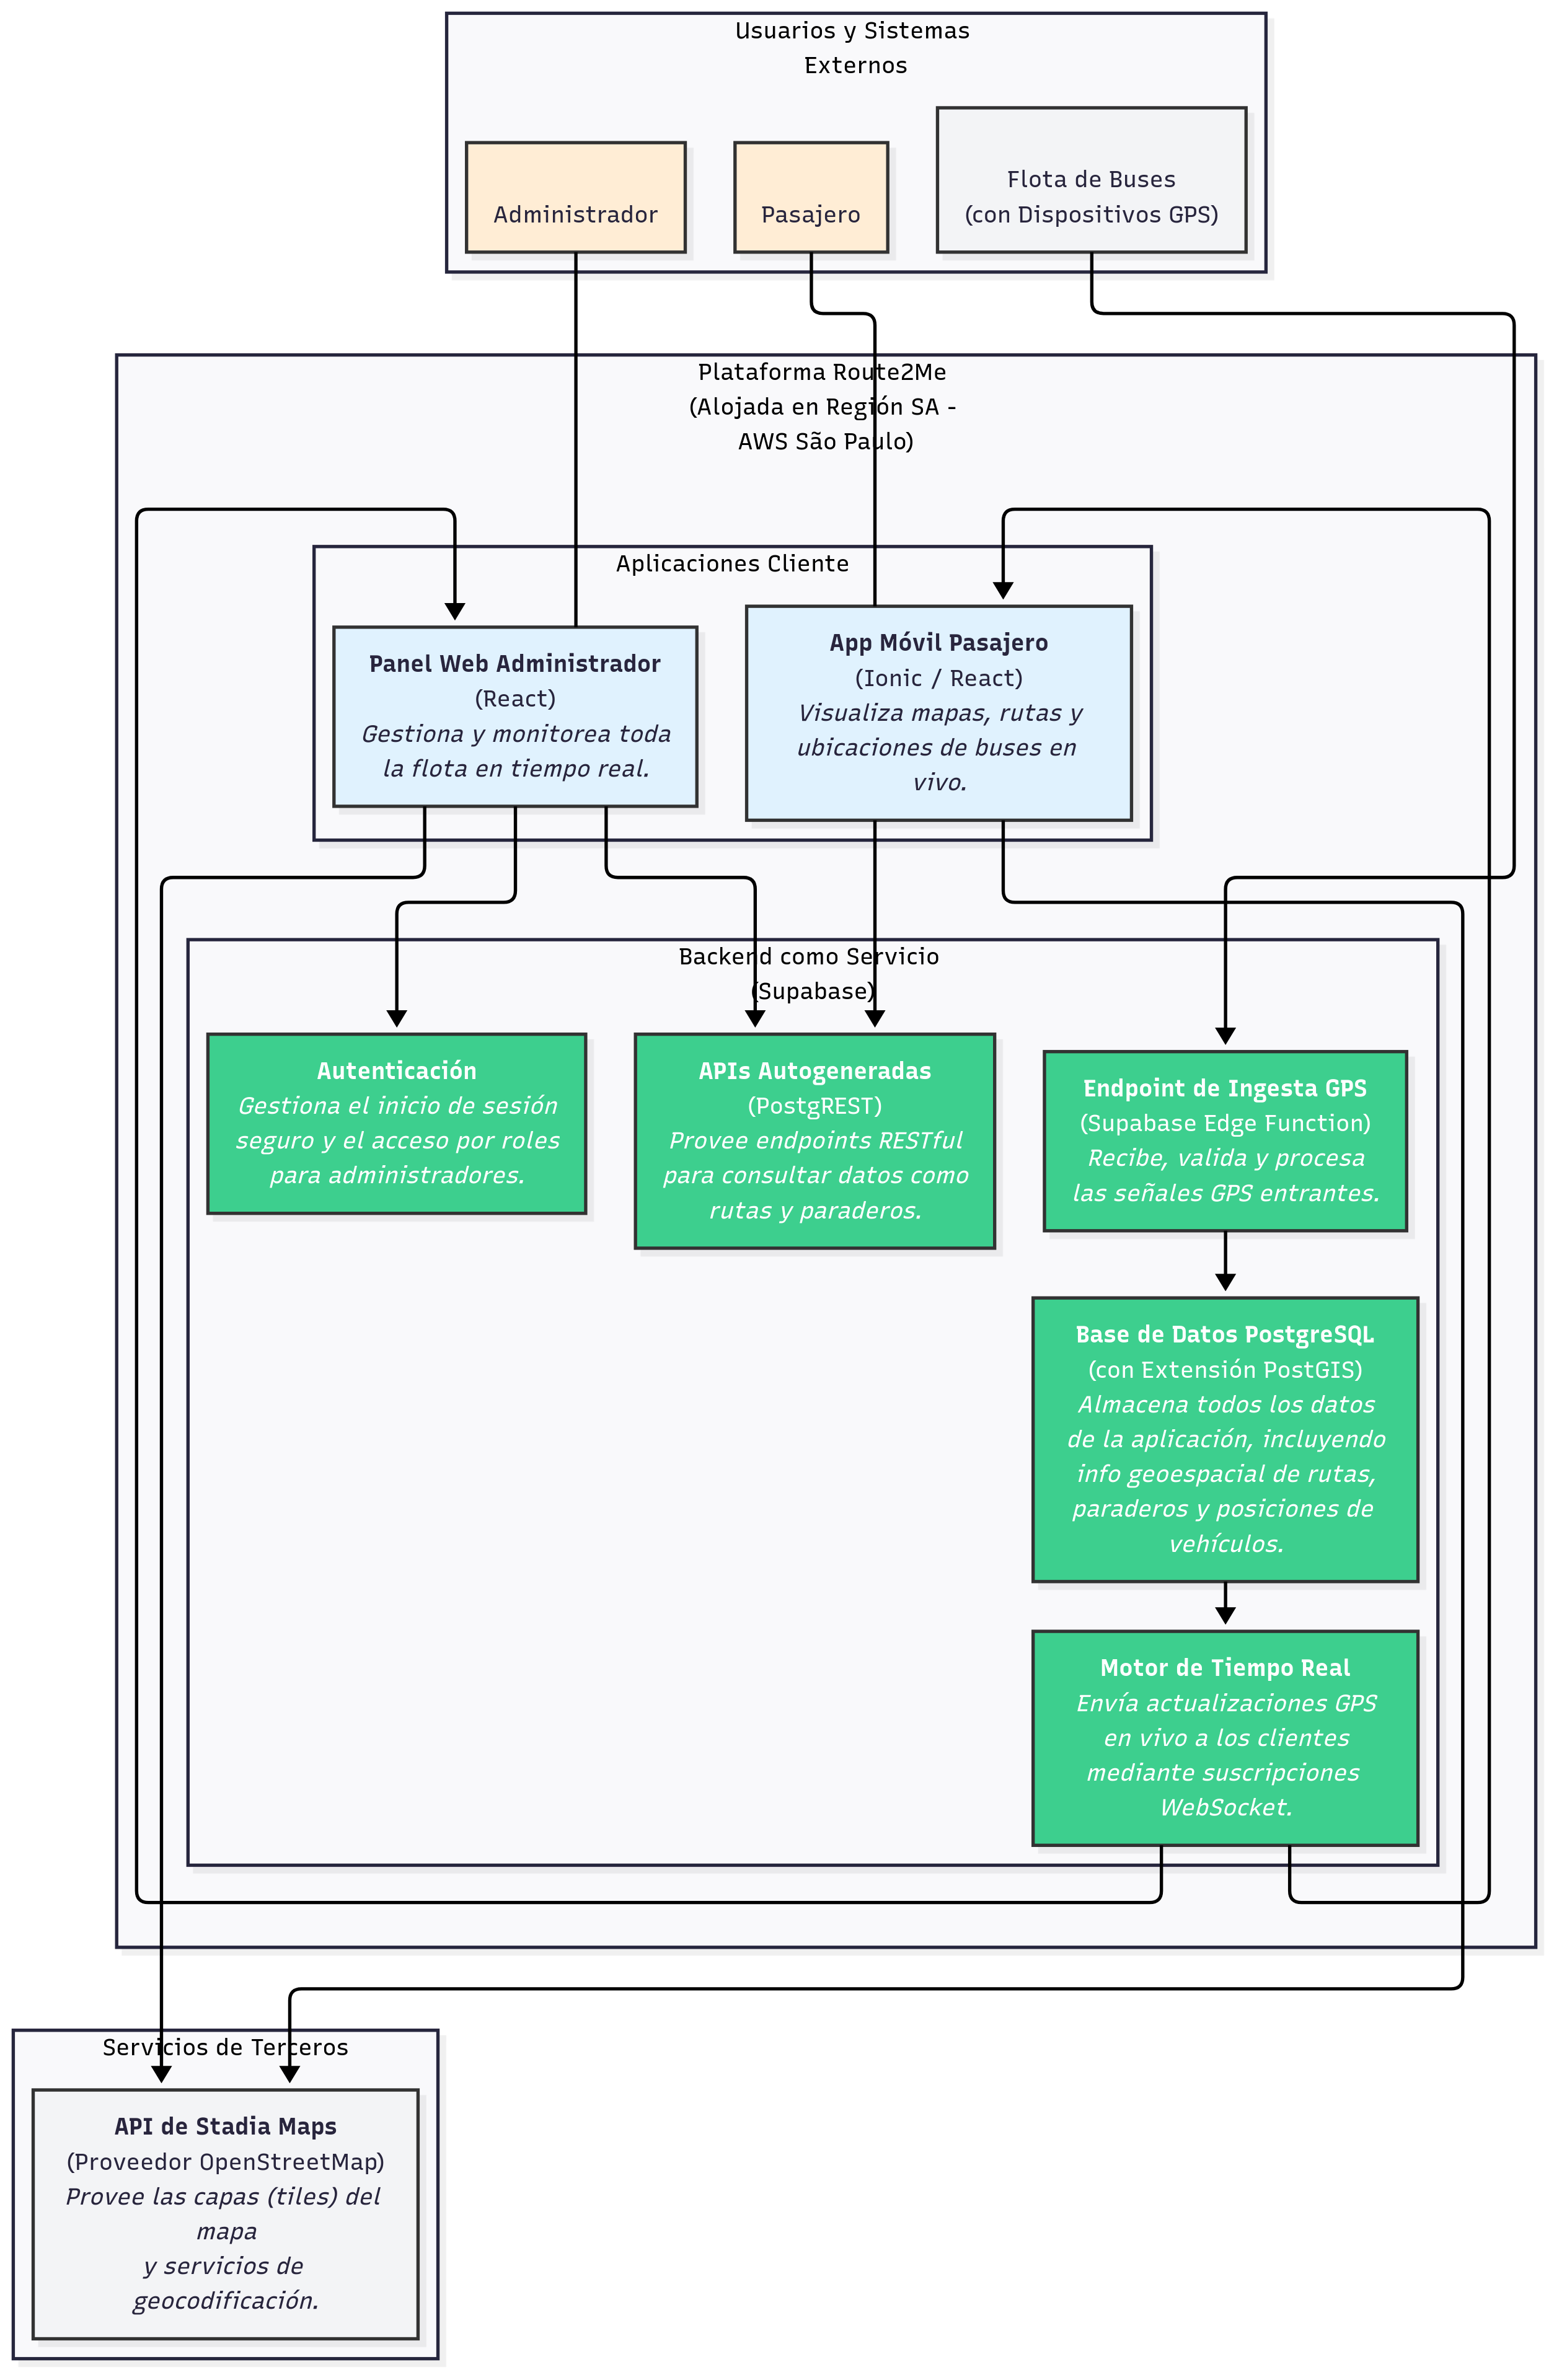 Usuarios y Sistemas
Externos
Administrador
Pasajero
Flota de Buses
(con Dispositivos GPS)
Plataforma Route2Me
(Alojada en Región SA -
AWS São Paulo)
Aplicaciones Cliente
Panel Web Administrador
(React)
Gestiona y monitorea toda
la flota en tiempo real.
App Móvil Pasajero
(Ionic / React)
Visualiza mapas, rutas y
ubicaciones de buses en
vivo.
Backend como Servicio
(Supabase)
Autenticación
Gestiona el inicio de sesión
seguro y el acceso por roles
para administradores.
APIs Autogeneradas
(PostgREST)
Provee endpoints RESTful
para consultar datos como
rutas y paraderos.
Endpoint de Ingesta GPS
(Supabase Edge Function)
Recibe, valida y procesa
las señales GPS entrantes.
Base de Datos PostgreSQL
(con Extensión PostGIS)
Almacena todos los datos
de la aplicación, incluyendo
info geoespacial de rutas,
paraderos y posiciones de
vehículos.
Motor de Tiempo Real
Envía actualizaciones GPS
en vivo a los clientes
mediante suscripciones
WebSocket.
Servicios de Terceros
API de Stadia Maps
(Proveedor OpenStreetMap)
Provee las capas (tiles) del
mapa
y servicios de
geocodificación.